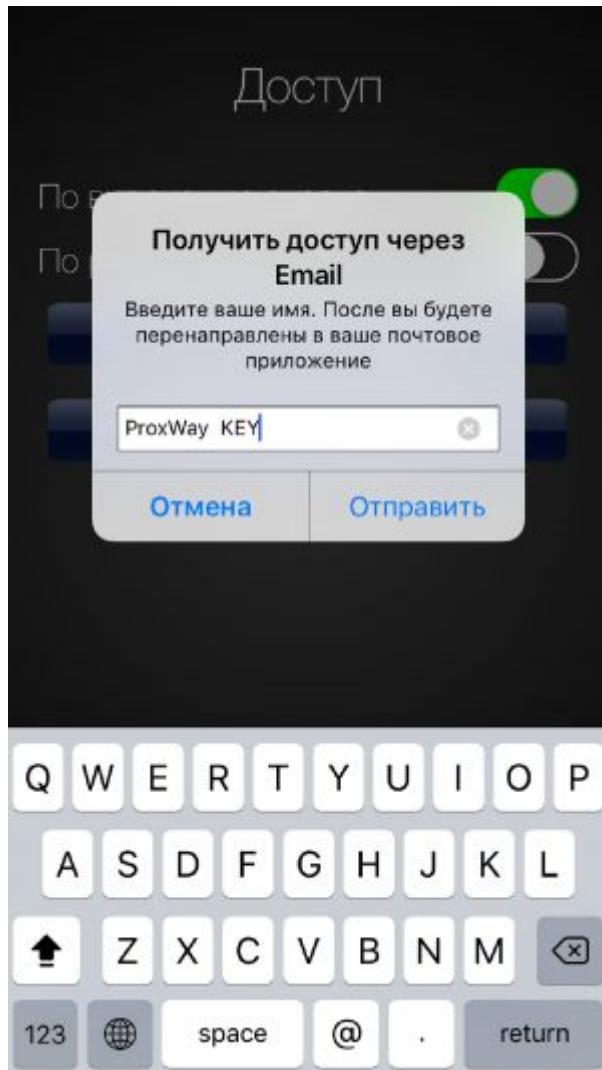 Доступ
По
По
Получить доступ через
Email
Введите ваше имя. После вы будете
перенаправлены в ваше почтовое
приложение
ProxWay KEY
Отмена Отправить
Q W E R T Y U I O P
A S D F G H J K L
Z X C V B N M
123 space @ . return